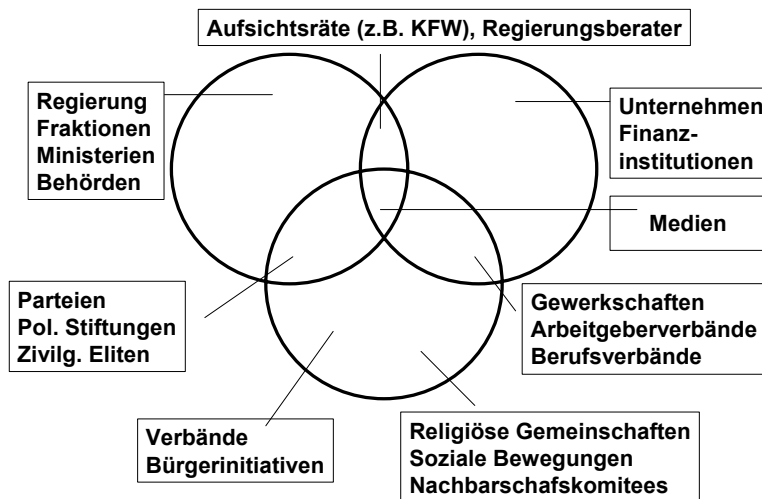 Aufsichtsräte (z.B. KFW), Regierungsberater
Regierung
Fraktionen
Ministerien
Behörden
Unternehmen
Finanz-
institutionen
Medien
Parteien
Pol. Stiftungen
Zivilg. Eliten
Gewerkschaften
Arbeitgeberverbände
Berufsverbände
Verbände
Bürgerinitiativen
Religiöse Gemeinschaften
Soziale Bewegungen
Nachbarschafskomitees